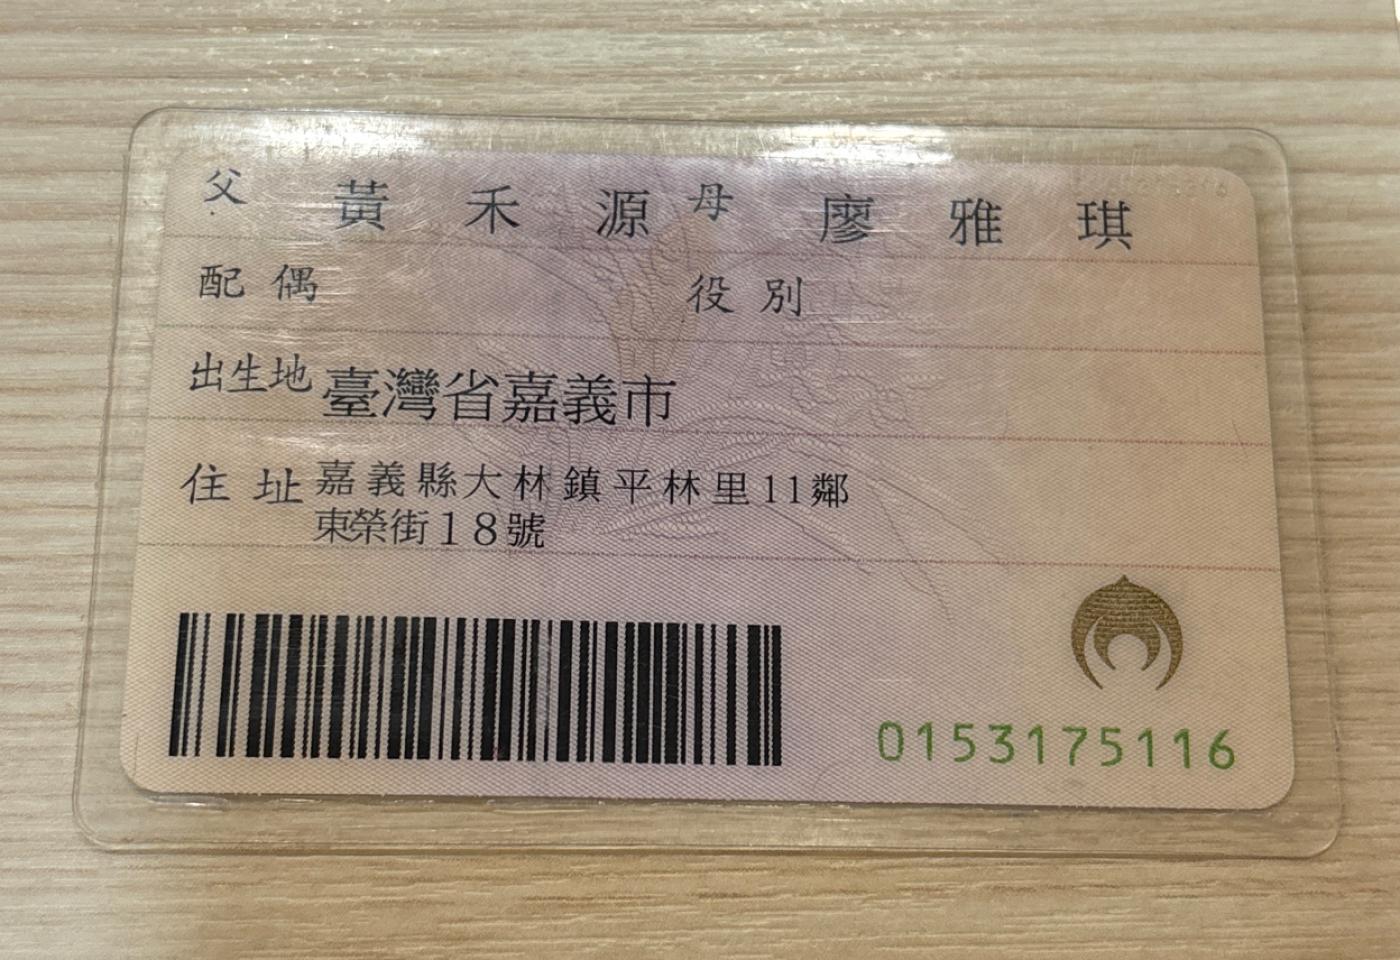 父 黃禾源 母 廖雅琪
配偶 役別
出生地 臺灣省嘉義市
住址 嘉義縣大林鎮平林里11鄰
東榮街18號
0153175116